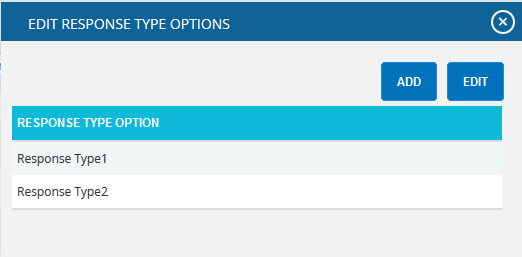 EDIT RESPONSE TYPE OPTIONS
ADD EDIT
RESPONSE TYPE OPTION
Response Type1
Response Type2